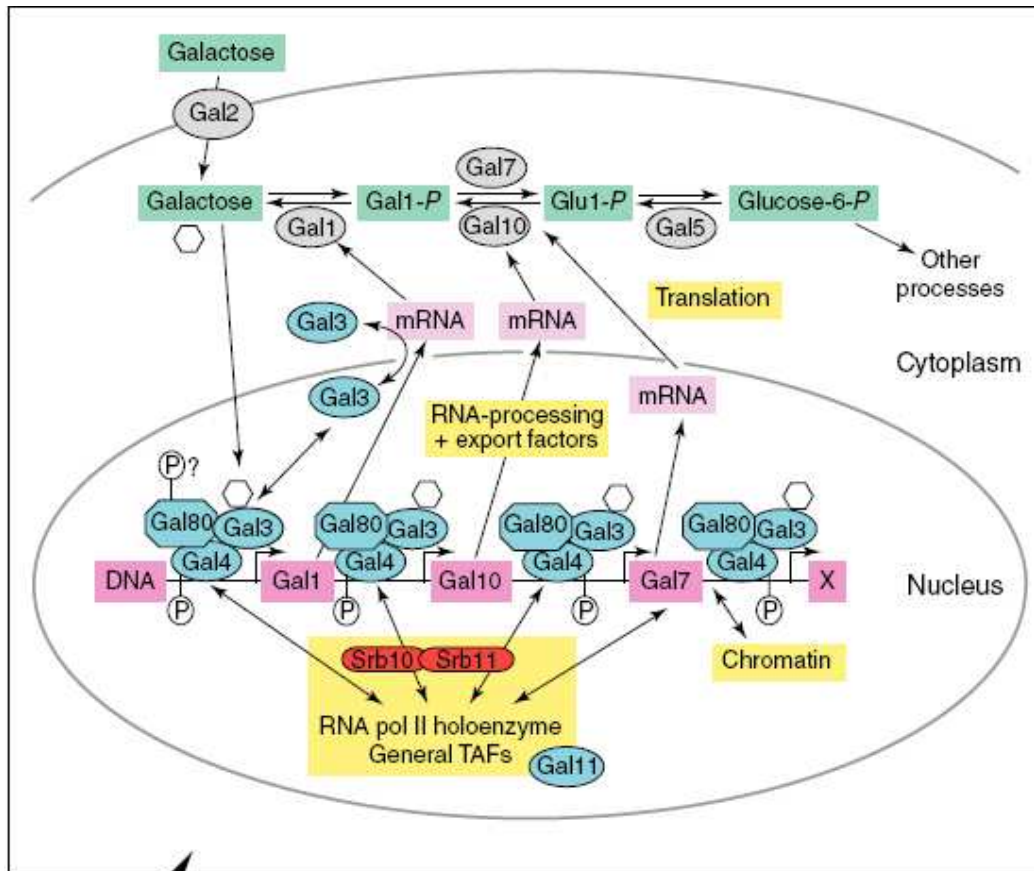 Galactose
Gal2
Galactose
Gal1-P
Gal7
Glu1-P
Glucose-6-P
Gal1
Gal10
Gal5
Other
processes
Translation
Gal3
mRNA
mRNA
Cytoplasm
Gal3
mRNA
RNA-processing
+ export factors
P?
Gal80
Gal3
Gal4
Gal80
Gal3
Gal4
Gal80
Gal3
Gal4
Gal80
Gal3
Gal4
DNA
Gal1
Gal10
Gal7
X
Nucleus
P
P
P
P
Srb10
Srb11
Chromatin
RNA pol II holoenzyme
General TAFs
Gal11